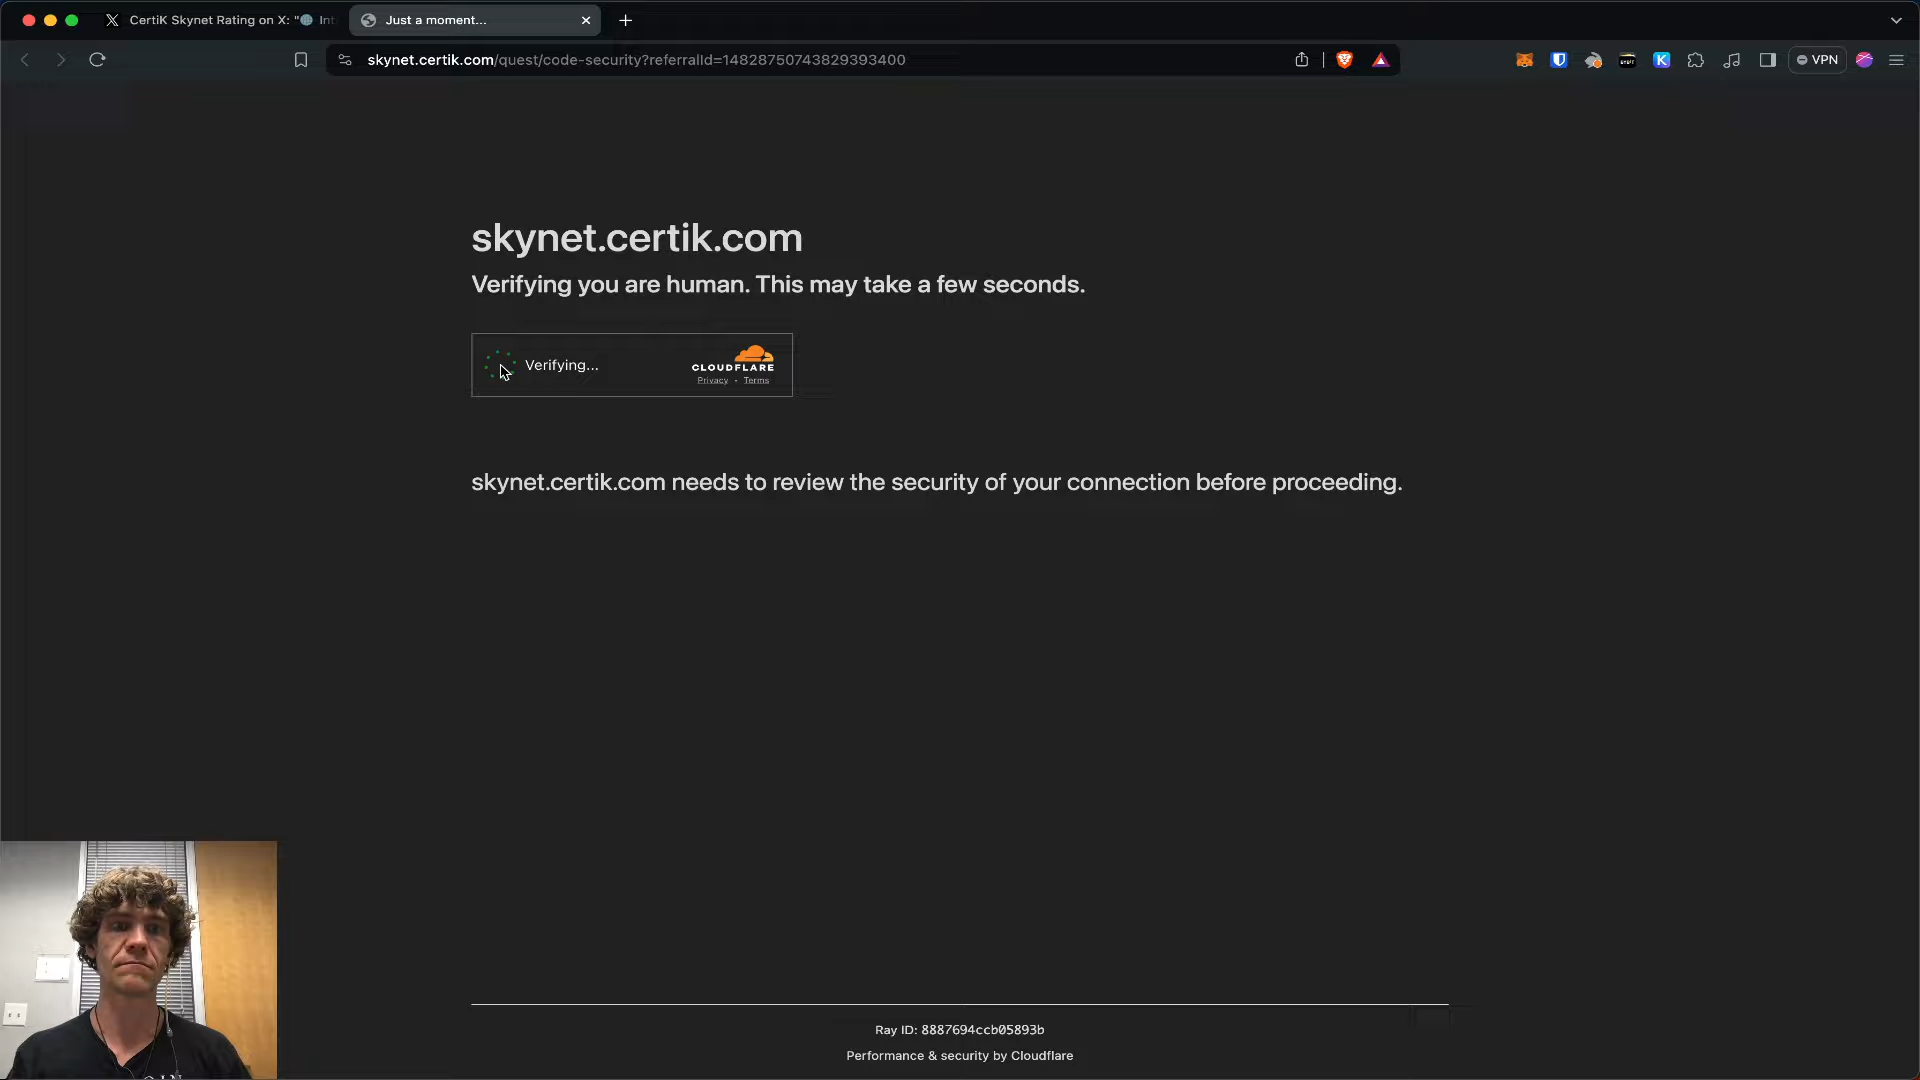 CertiK Skynet Rating on X: "🌐 Int
Just a moment...
skynet.certik.com/quest/code-security?referralId=14828750743829393400
VPN
skynet.certik.com
Verifying you are human. This may take a few seconds.
Verifying...
CLOUDFLARE
Privacy • Terms
skynet.certik.com needs to review the security of your connection before proceeding.
Ray ID: 8887694ccb05893b
Performance & security by Cloudflare